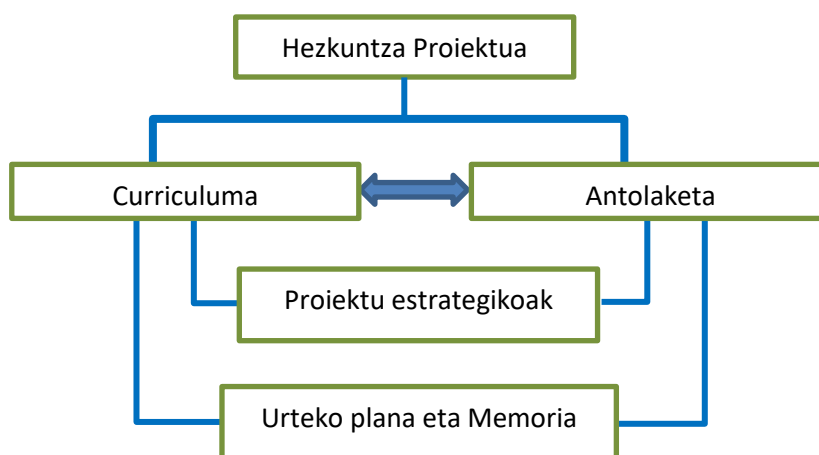 Hezkuntza Proiektua
Curriculuma
Antolaketa
Proiektu estrategikoak
Urteko plana eta Memoria